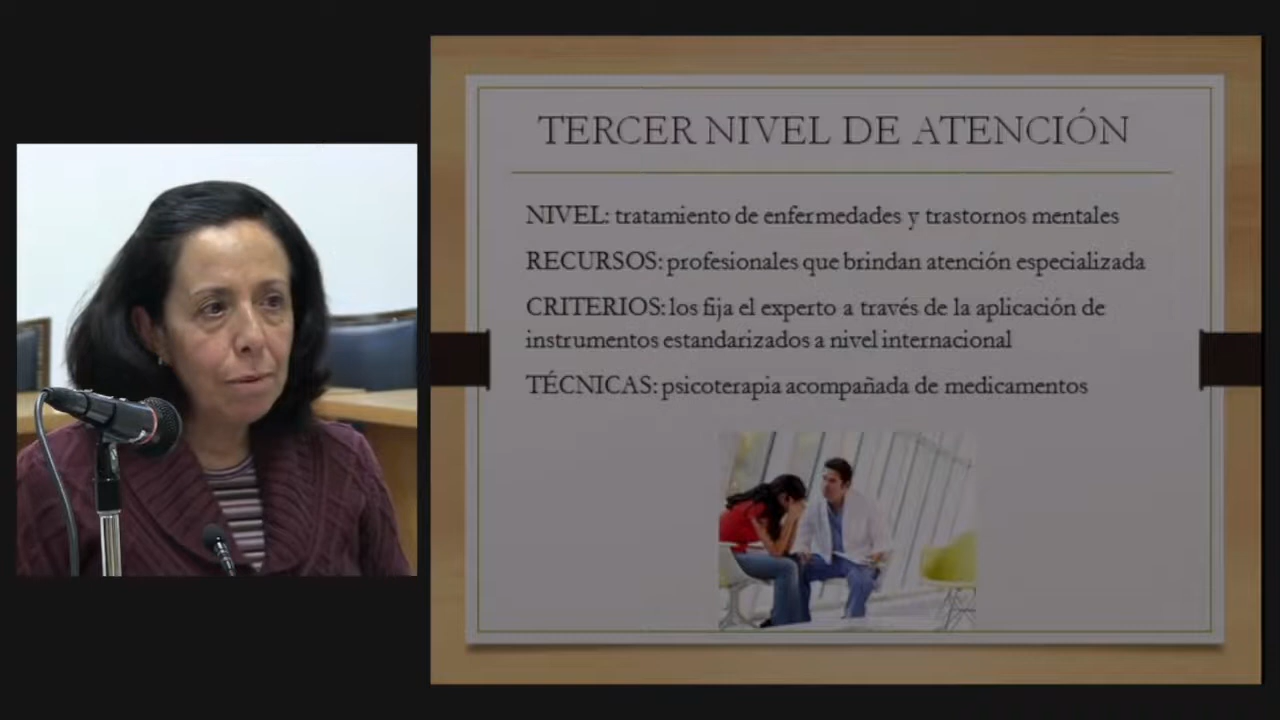 TERCER NIVEL DE ATENCIÓN
NIVEL: tratamiento de enfermedades y trastornos mentales
RECURSOS: profesionales que brindan atención especializada
CRITERIOS: los fija el experto a través de la aplicación de
instrumentos estandarizados a nivel internacional
TÉCNICAS: psicoterapia acompañada de medicamentos